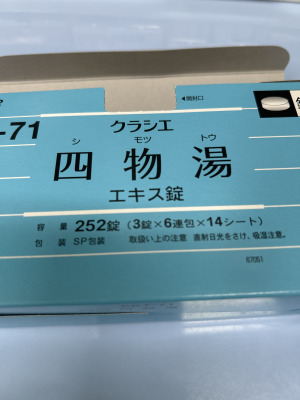 ◀開封口
-71
クラシエ
シ モツ トウ
四物湯
エキス錠
容量 252錠（3錠×6連包×14シート）
包装 SP包装 取扱い上の注意 直射日光をさけ、吸湿注意。
67051